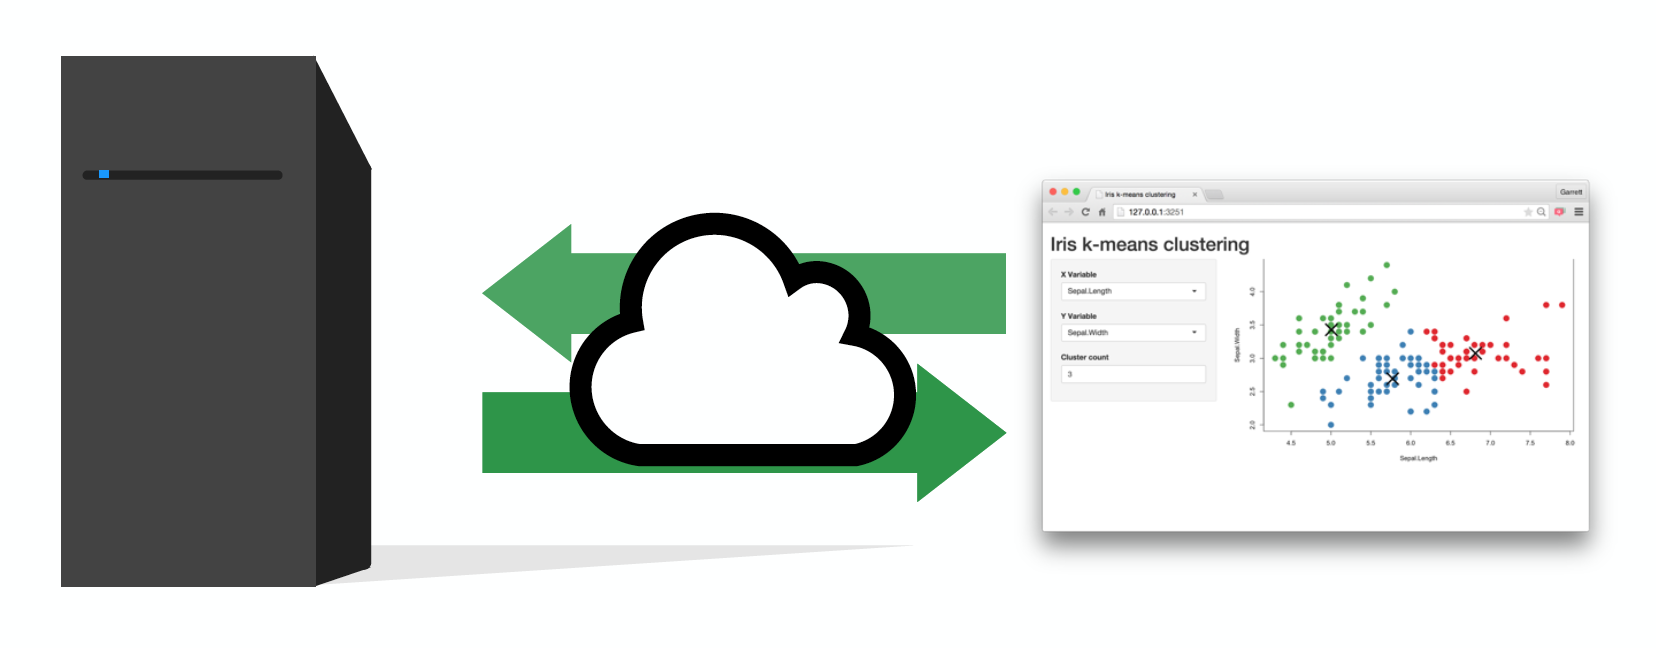 Iris k-means clustering
Garrett
127.0.0.1:3251
Iris k-means clustering
X Variable
Sepal.Length
Y Variable
Sepal.Width
Cluster count
3
Sepal.Width
4.0
3.5
3.0
2.5
2.0
4.5 5.0 5.5 6.0 6.5 7.0 7.5 8.0
Sepal.Length